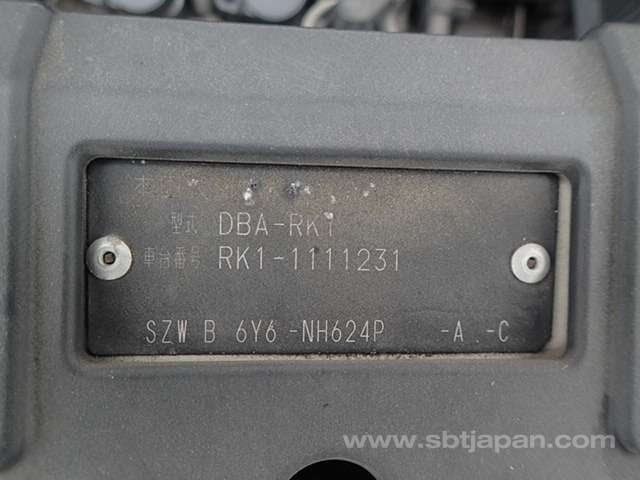 型式 DBA-RK1
車台番号 RK1-1111231
SZW B 6Y6 -NH624P -A -C
www.sbtjapan.com